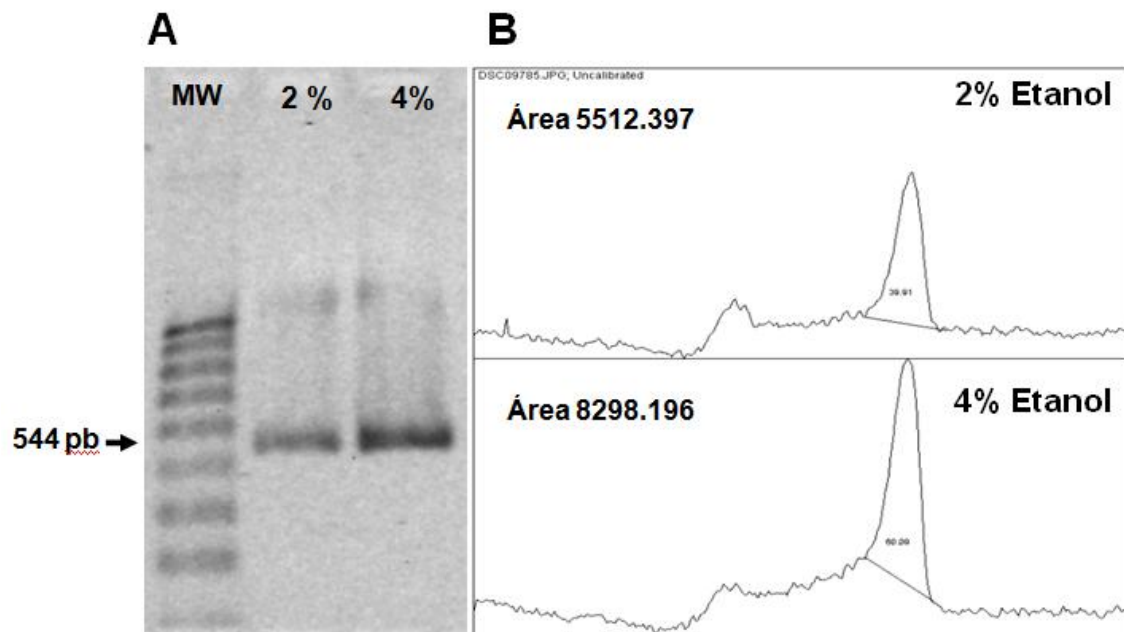 A
B
MW
2 %
4%
544 pb
DSC09785.JPG; Uncalibrated
2% Etanol
Área 5512.397
39.91
4% Etanol
Área 8298.196
60.09